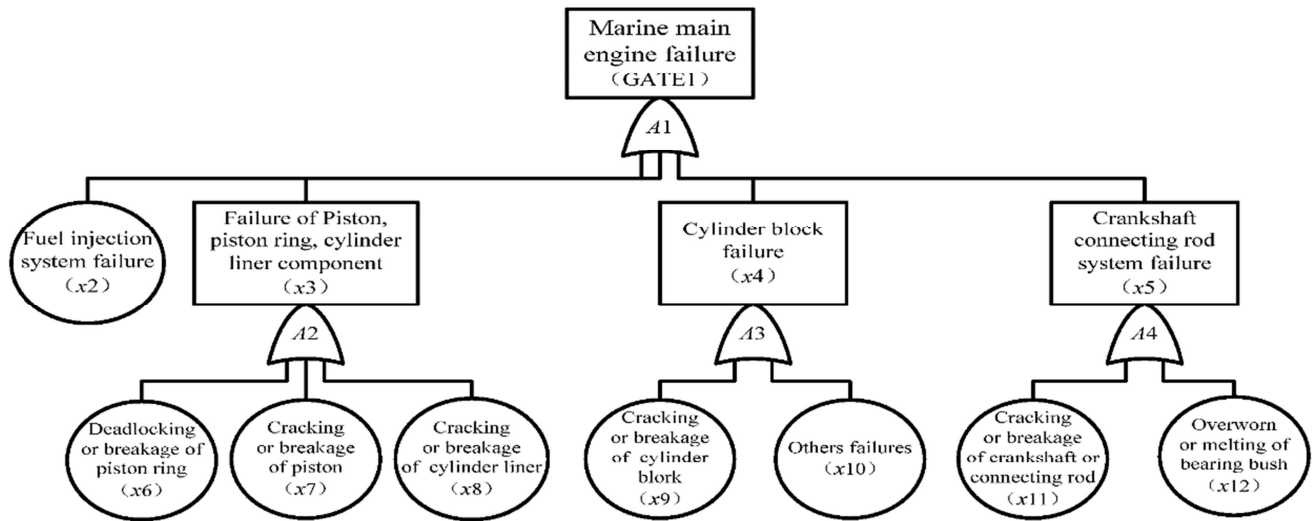 Marine main
engine failure
（GATE1）
A1
Fuel injection
system failure
（x2）
Failure of Piston,
piston ring, cylinder
liner component
（x3）
Cylinder block
failure
（x4）
Crankshaft
connecting rod
system failure
（x5）
A2
A3
A4
Deadlocking
or breakage of
piston ring
（x6）
Cracking
or breakage
of piston
（x7）
Cracking
or breakage
of cylinder liner
（x8）
Cracking
or breakage
of cylinder
blork
（x9）
Others failures
（x10）
Cracking
or breakage
of crankshaft or
connecting rod
（x11）
Overworn
or melting of
bearing bush
（x12）